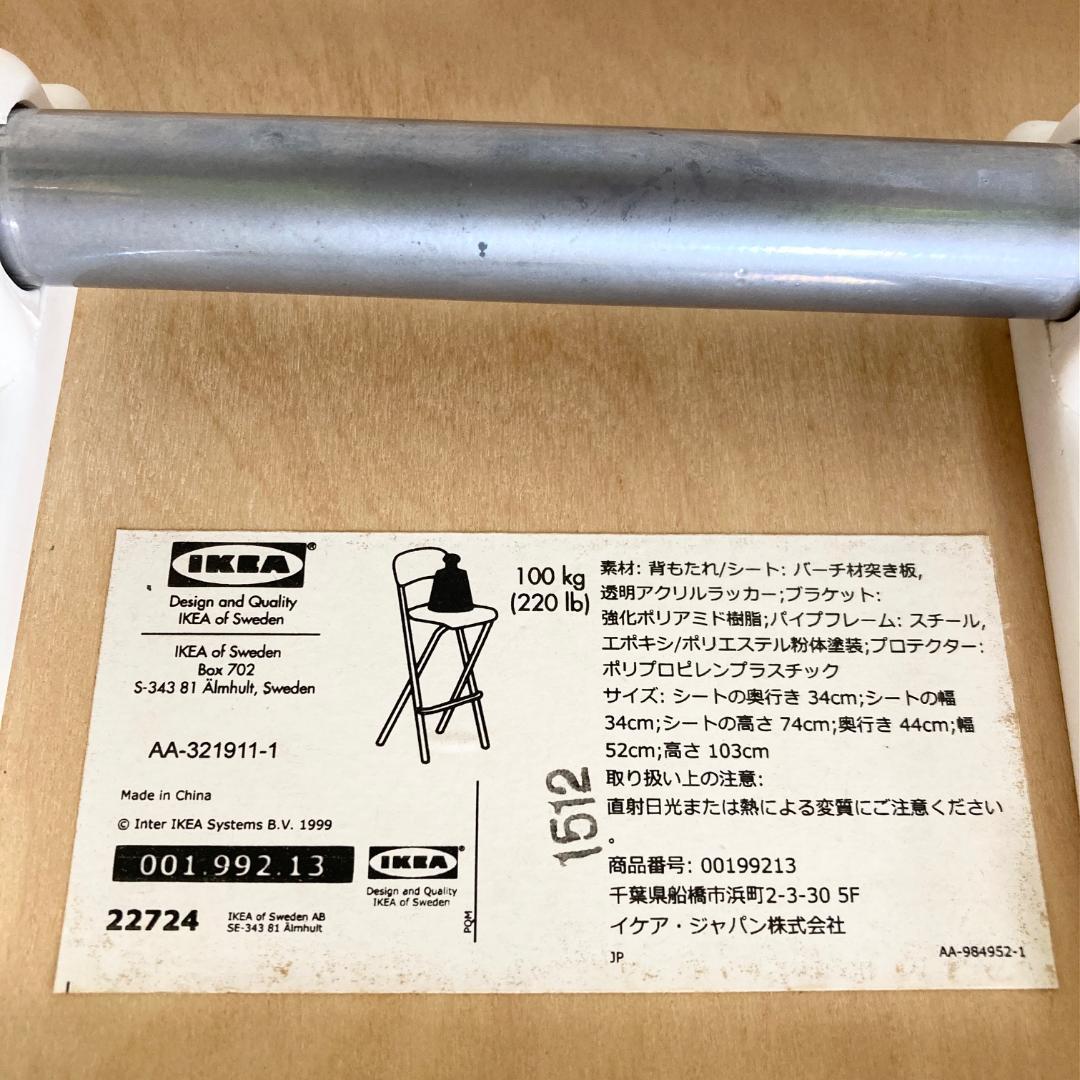 IKEA®
Design and Quality
IKEA of Sweden
IKEA of Sweden
Box 702
S-343 81 Älmhult, Sweden
AA-321911-1
Made in China
© Inter IKEA Systems B.V. 1999
001.992.13
22724
IKEA of Sweden AB
SE-343 81 Älmhult
IKEA®
Design and Quality
IKEA of Sweden
PQM
100 kg
(220 lb)
1512
素材: 背もたれ/シート: バーチ材突き板,
透明アクリルラッカー;ブラケット:
強化ポリアミド樹脂;パイプフレーム: スチール,
エポキシ/ポリエステル粉体塗装;プロテクター:
ポリプロピレンプラスチック
サイズ: シートの奥行き 34cm;シートの幅
34cm;シートの高さ 74cm;奥行き 44cm;幅
52cm;高さ 103cm
取り扱い上の注意:
直射日光または熱による変質にご注意ください
。
商品番号: 00199213
千葉県船橋市浜町2-3-30 5F
イケア・ジャパン株式会社
JP
AA-984952-1